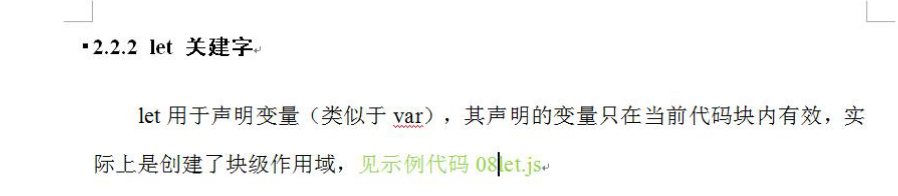 2.2.2 let 关建字
let 用于声明变量（类似于 var），其声明的变量只在当前代码块内有效，实
际上是创建了块级作用域，见示例代码 08let.js